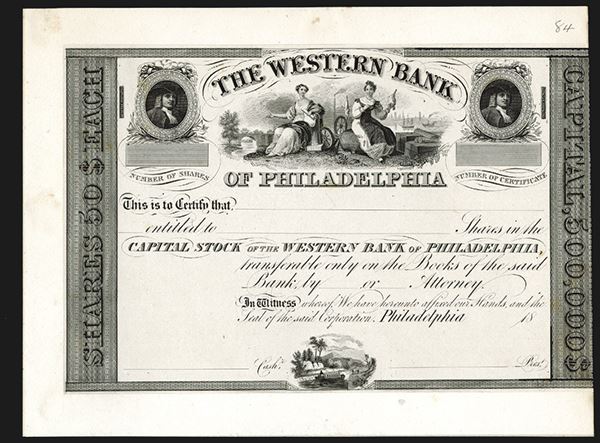 84
THE WESTERN BANK
OF PHILADELPHIA
NUMBER OF SHARES
NUMBER OF CERTIFICATE
SHARES 50 $ EACH
CAPITAL, 500,000 $
This is to Certify that
entitled to Shares in the
CAPITAL STOCK OF THE WESTERN BANK OF PHILADELPHIA,
transferable only on the Books of the said
Bank, by or Attorney.
In Witness whereof, We have hereunto affixed our Hands, and the
Seal of the said Corporation. Philadelphia 18
Cash. Prest.